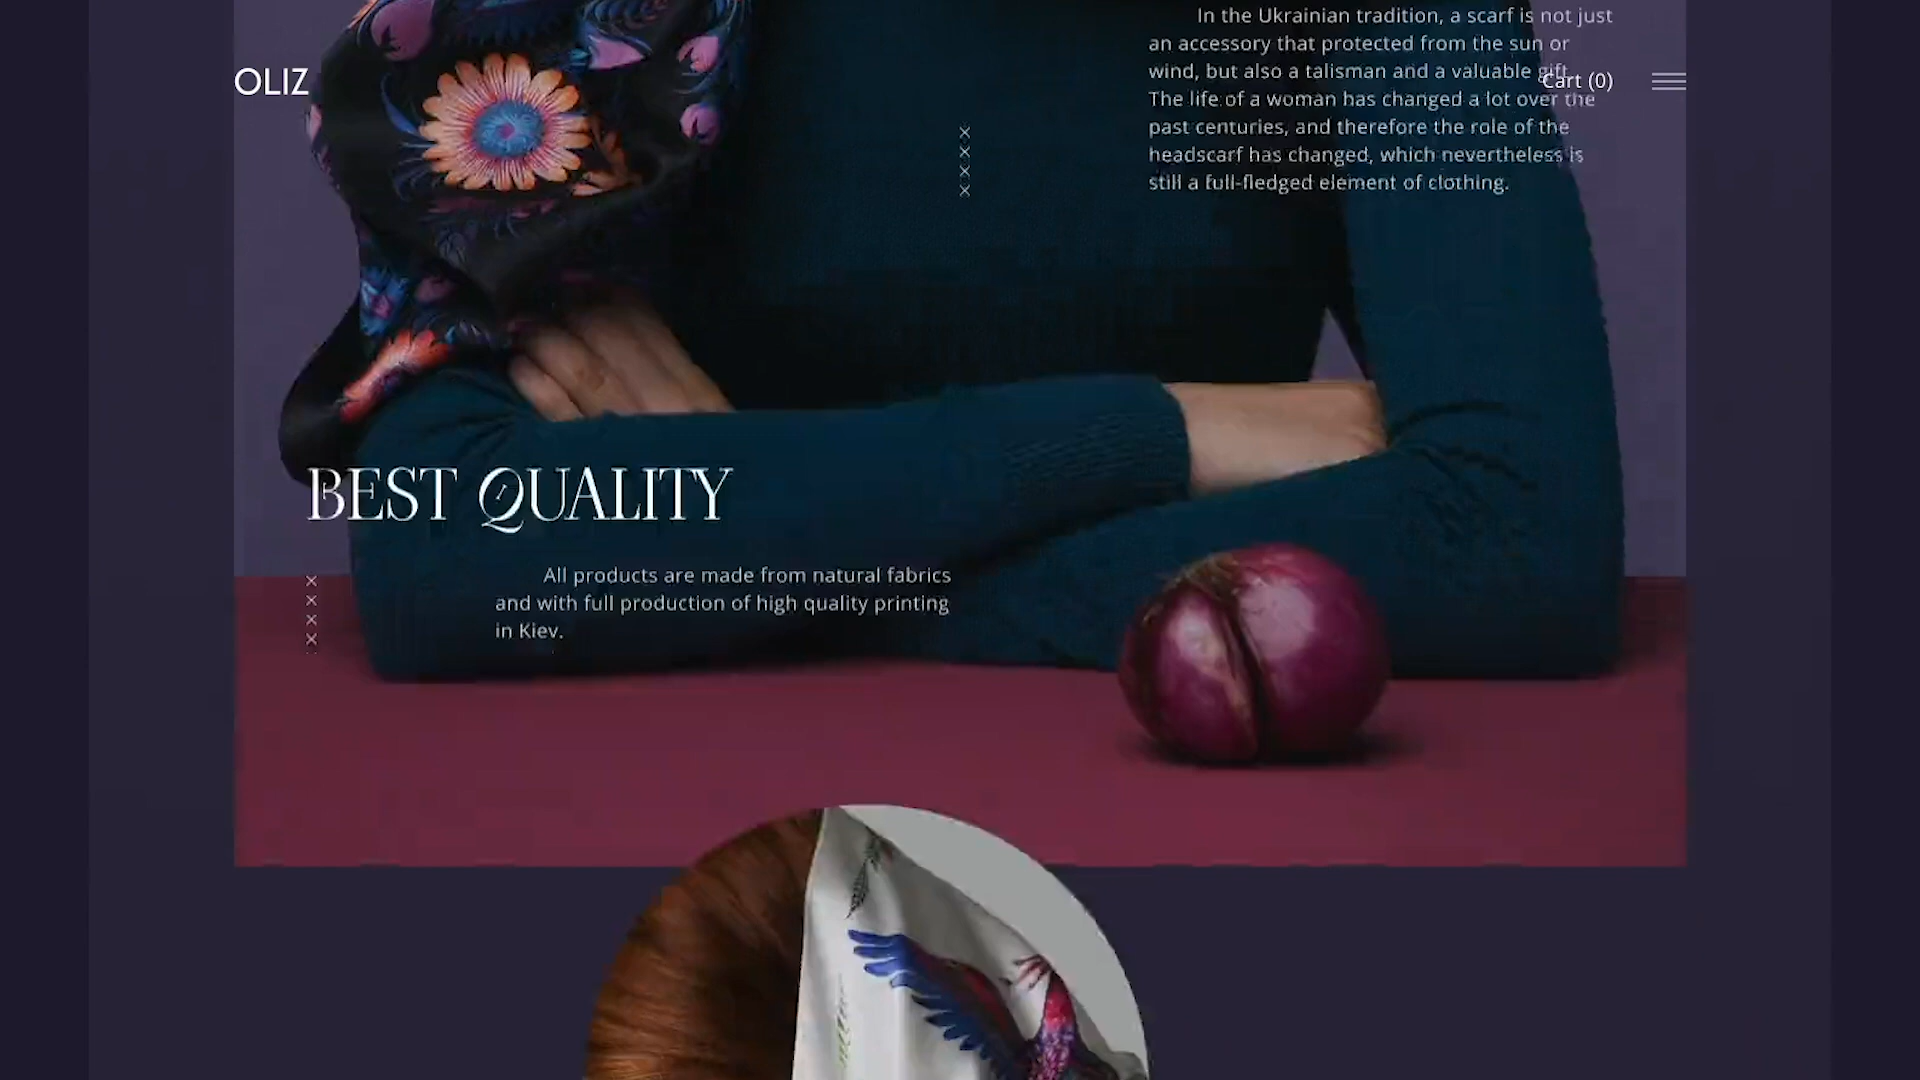 In the Ukrainian tradition, a scarf is not just
an accessory that protected from the sun or
wind, but also a talisman and a valuable gift.
OLIZ
Cart (0)
The life of a woman has changed a lot over the
past centuries, and therefore the role of the
headscarf has changed, which nevertheless is
still a full-fledged element of clothing.
BEST QUALITY
All products are made from natural fabrics
and with full production of high quality printing
in Kiev.